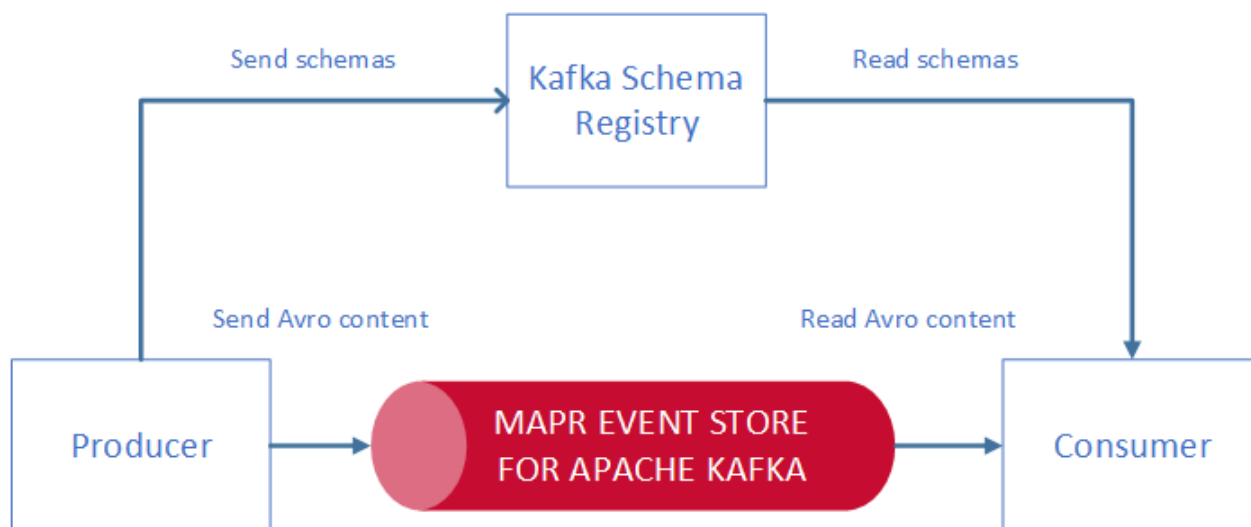 Send schemas
Kafka Schema
Registry
Read schemas
Send Avro content
Read Avro content
Producer
MAPR EVENT STORE
FOR APACHE KAFKA
Consumer